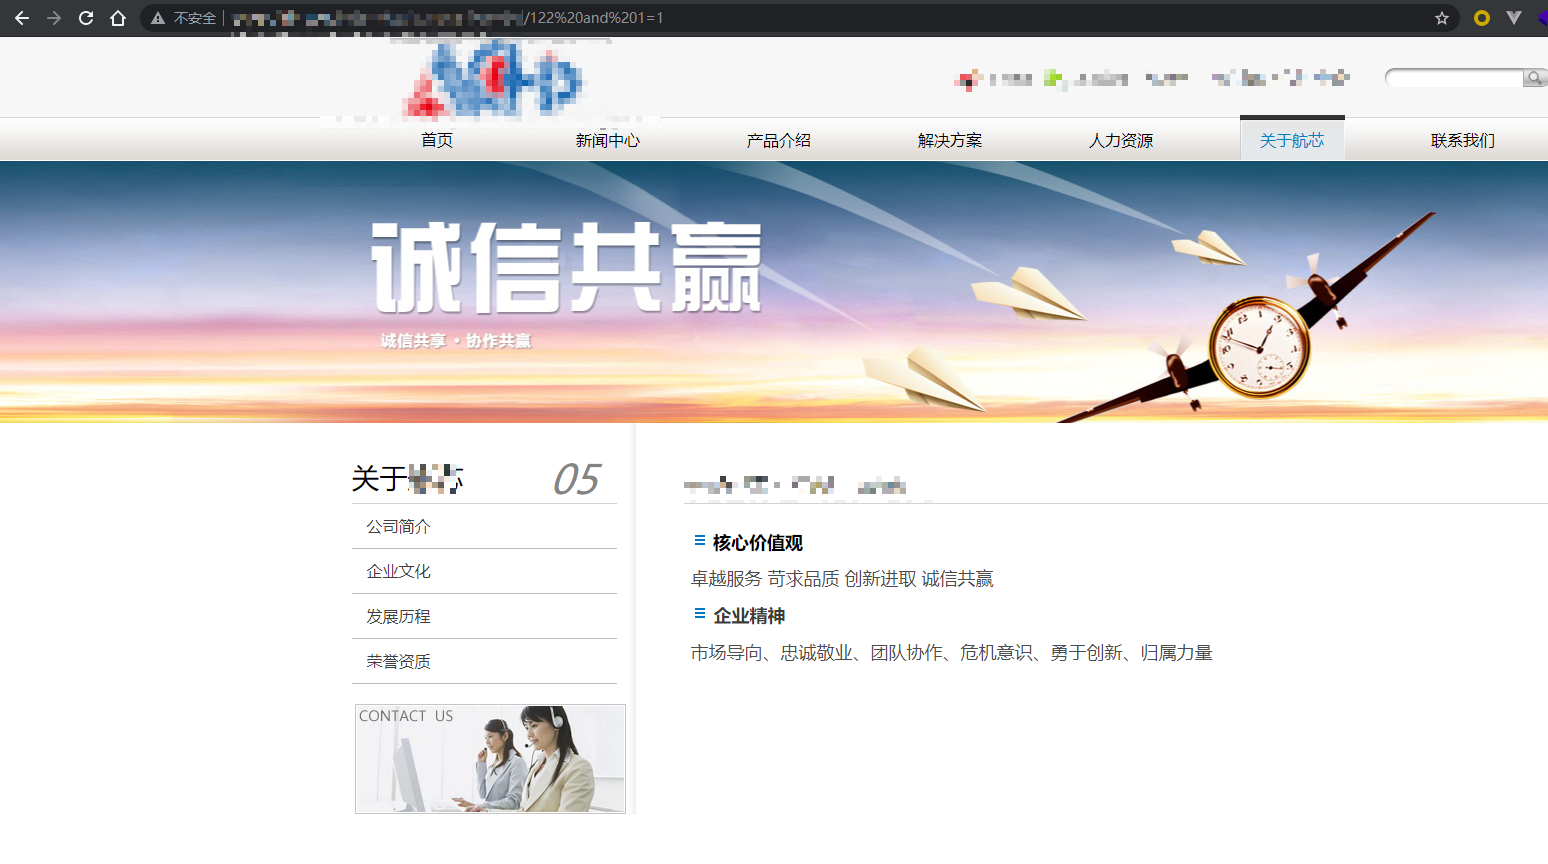 不安全
/122%20and%201=1
首页 新闻中心 产品介绍 解决方案 人力资源 关于航芯 联系我们
诚信共赢
诚信共享 · 协作共赢
关于 芯 05
公司简介
企业文化
发展历程
荣誉资质
CONTACT US
核心价值观
卓越服务 苛求品质 创新进取 诚信共赢
企业精神
市场导向、忠诚敬业、团队协作、危机意识、勇于创新、归属力量